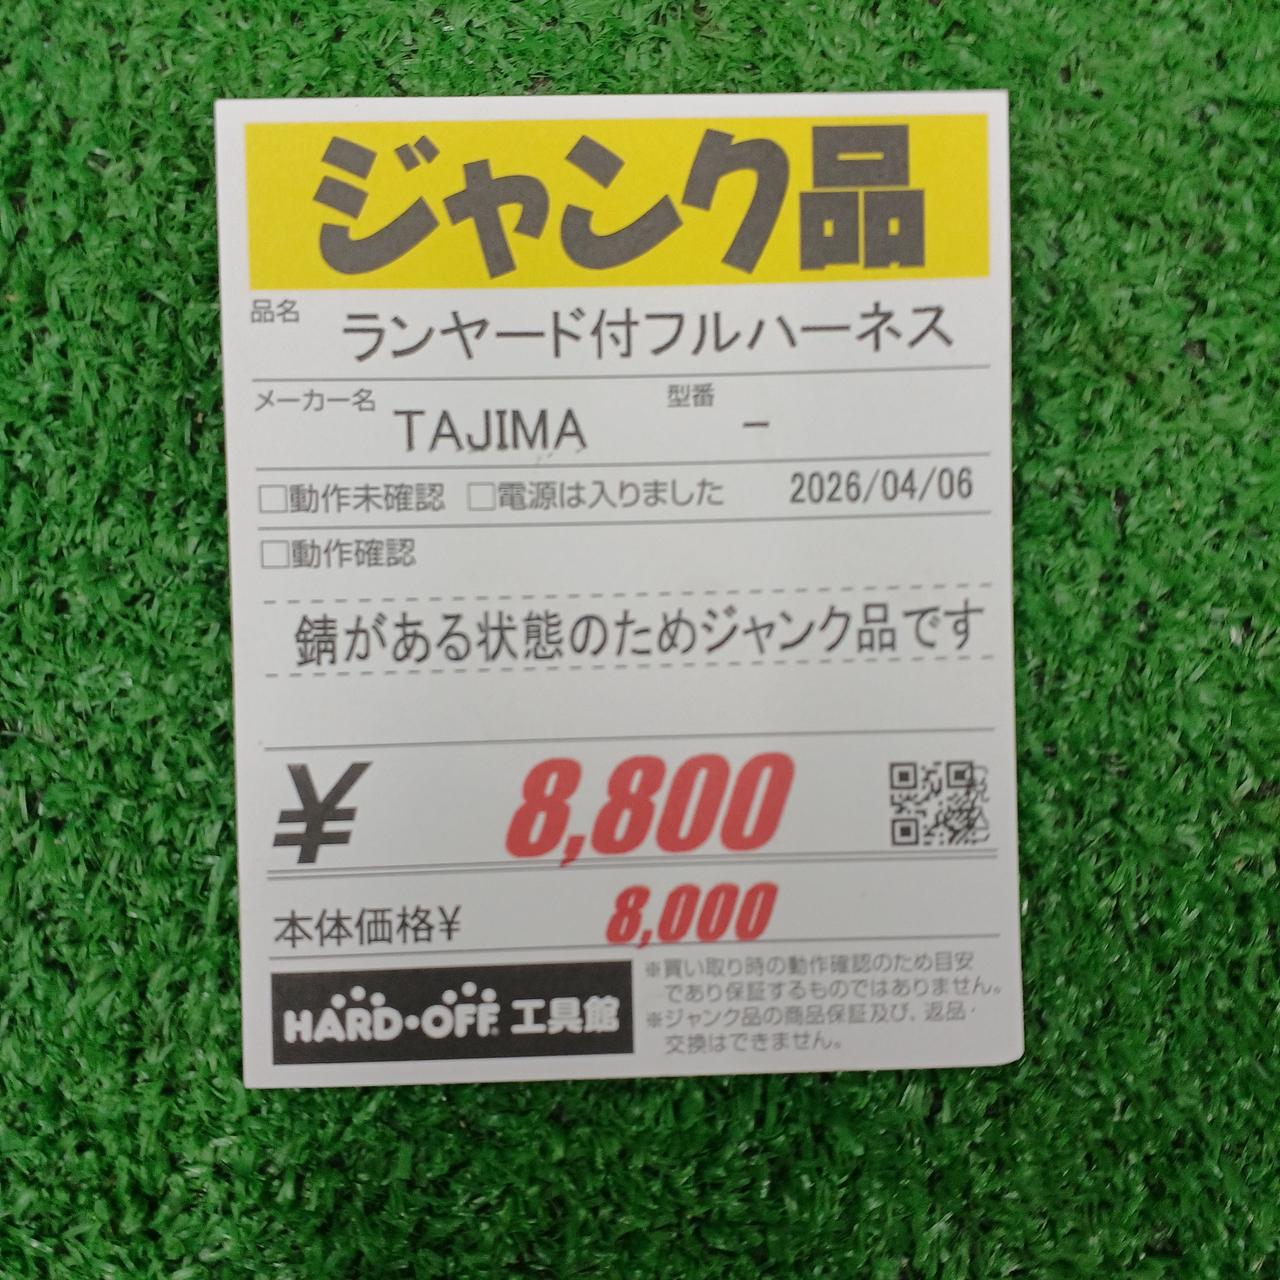 ジャンク品
品名 ランヤード付フルハーネス
メーカー名 TAJIMA 型番 −
□動作未確認 □電源は入りました 2026/04/06
□動作確認
錆がある状態のためジャンク品です
¥ 8,800
本体価格¥ 8,000
HARD・OFF 工具館
※買い取り時の動作確認のため目安
であり保証するものではありません。
※ジャンク品の商品保証及び、返品・
交換はできません。